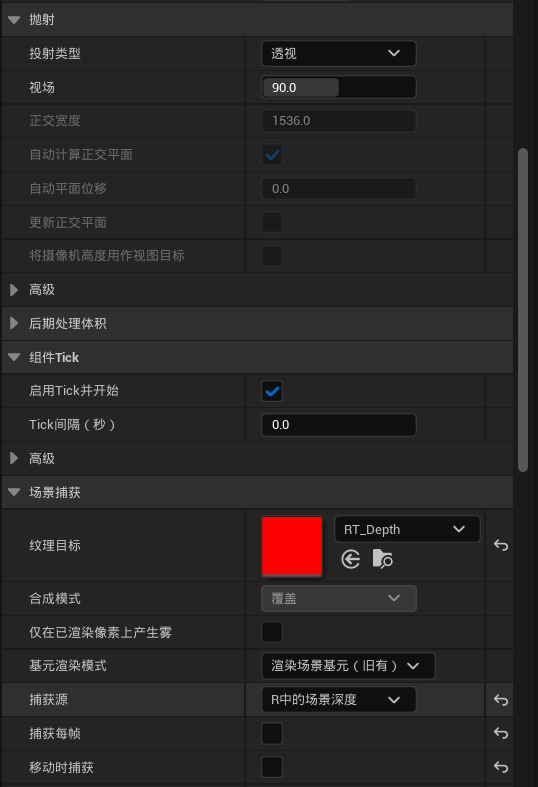 抛射
投射类型 透视
视场 90.0
正交宽度 1536.0
自动计算正交平面
自动平面位移 0.0
更新正交平面
将摄像机高度用作视图目标
高级
后期处理体积
组件Tick
启用Tick并开始
Tick间隔（秒） 0.0
高级
场景捕获
纹理目标 RT_Depth
合成模式 覆盖
仅在已渲染像素上产生雾
基元渲染模式 渲染场景基元（旧有）
捕获源 R中的场景深度
捕获每帧
移动时捕获